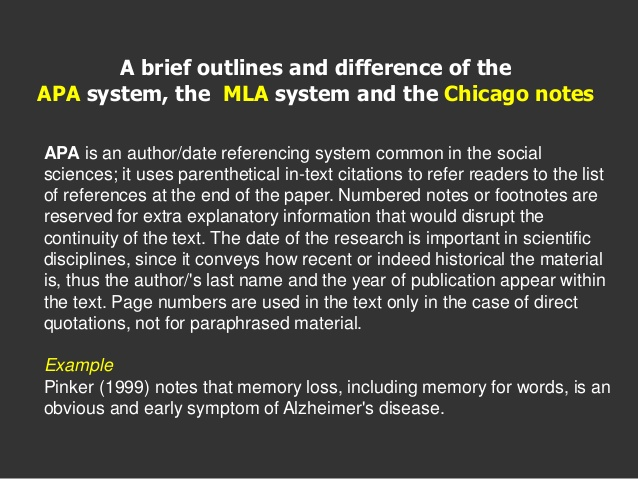 A brief outlines and difference of the
APA system, the MLA system and the Chicago notes
APA is an author/date referencing system common in the social
sciences; it uses parenthetical in-text citations to refer readers to the list
of references at the end of the paper. Numbered notes or footnotes are
reserved for extra explanatory information that would disrupt the
continuity of the text. The date of the research is important in scientific
disciplines, since it conveys how recent or indeed historical the material
is, thus the author/'s last name and the year of publication appear within
the text. Page numbers are used in the text only in the case of direct
quotations, not for paraphrased material.
Example
Pinker (1999) notes that memory loss, including memory for words, is an
obvious and early symptom of Alzheimer's disease.